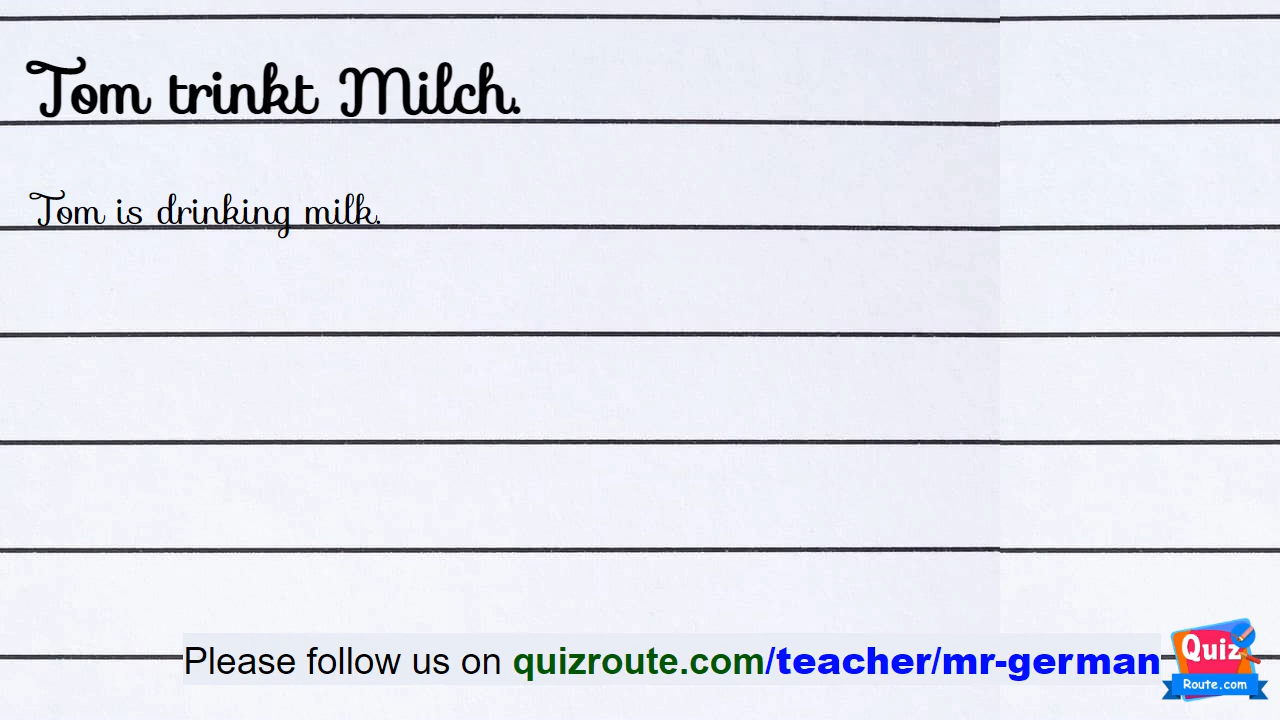 Tom trinkt Milch.
Tom is drinking milk.
Please follow us on quizroute.com/teacher/mr-german
Quiz
Route.com